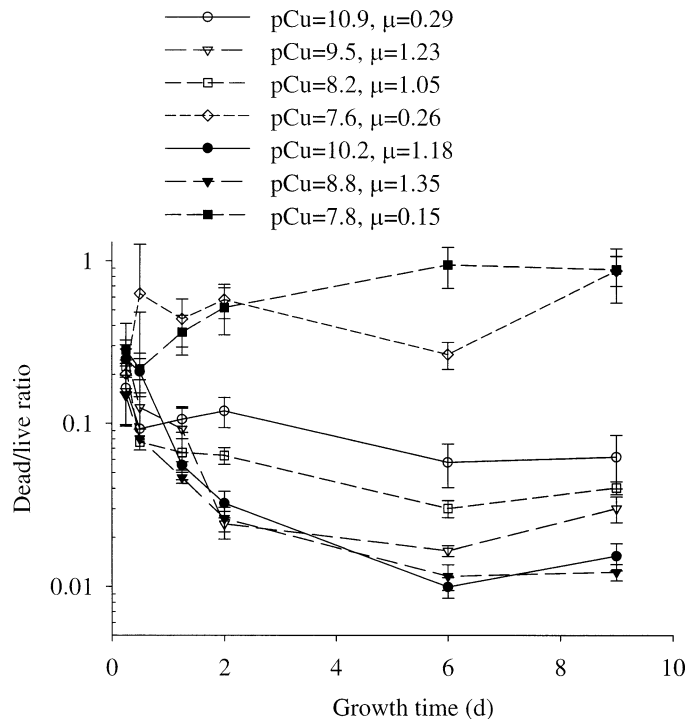 pCu=10.9, μ=0.29
pCu=9.5, μ=1.23
pCu=8.2, μ=1.05
pCu=7.6, μ=0.26
pCu=10.2, μ=1.18
pCu=8.8, μ=1.35
pCu=7.8, μ=0.15
1
0.1
0.01
Dead/live ratio
0 2 4 6 8 10
Growth time (d)